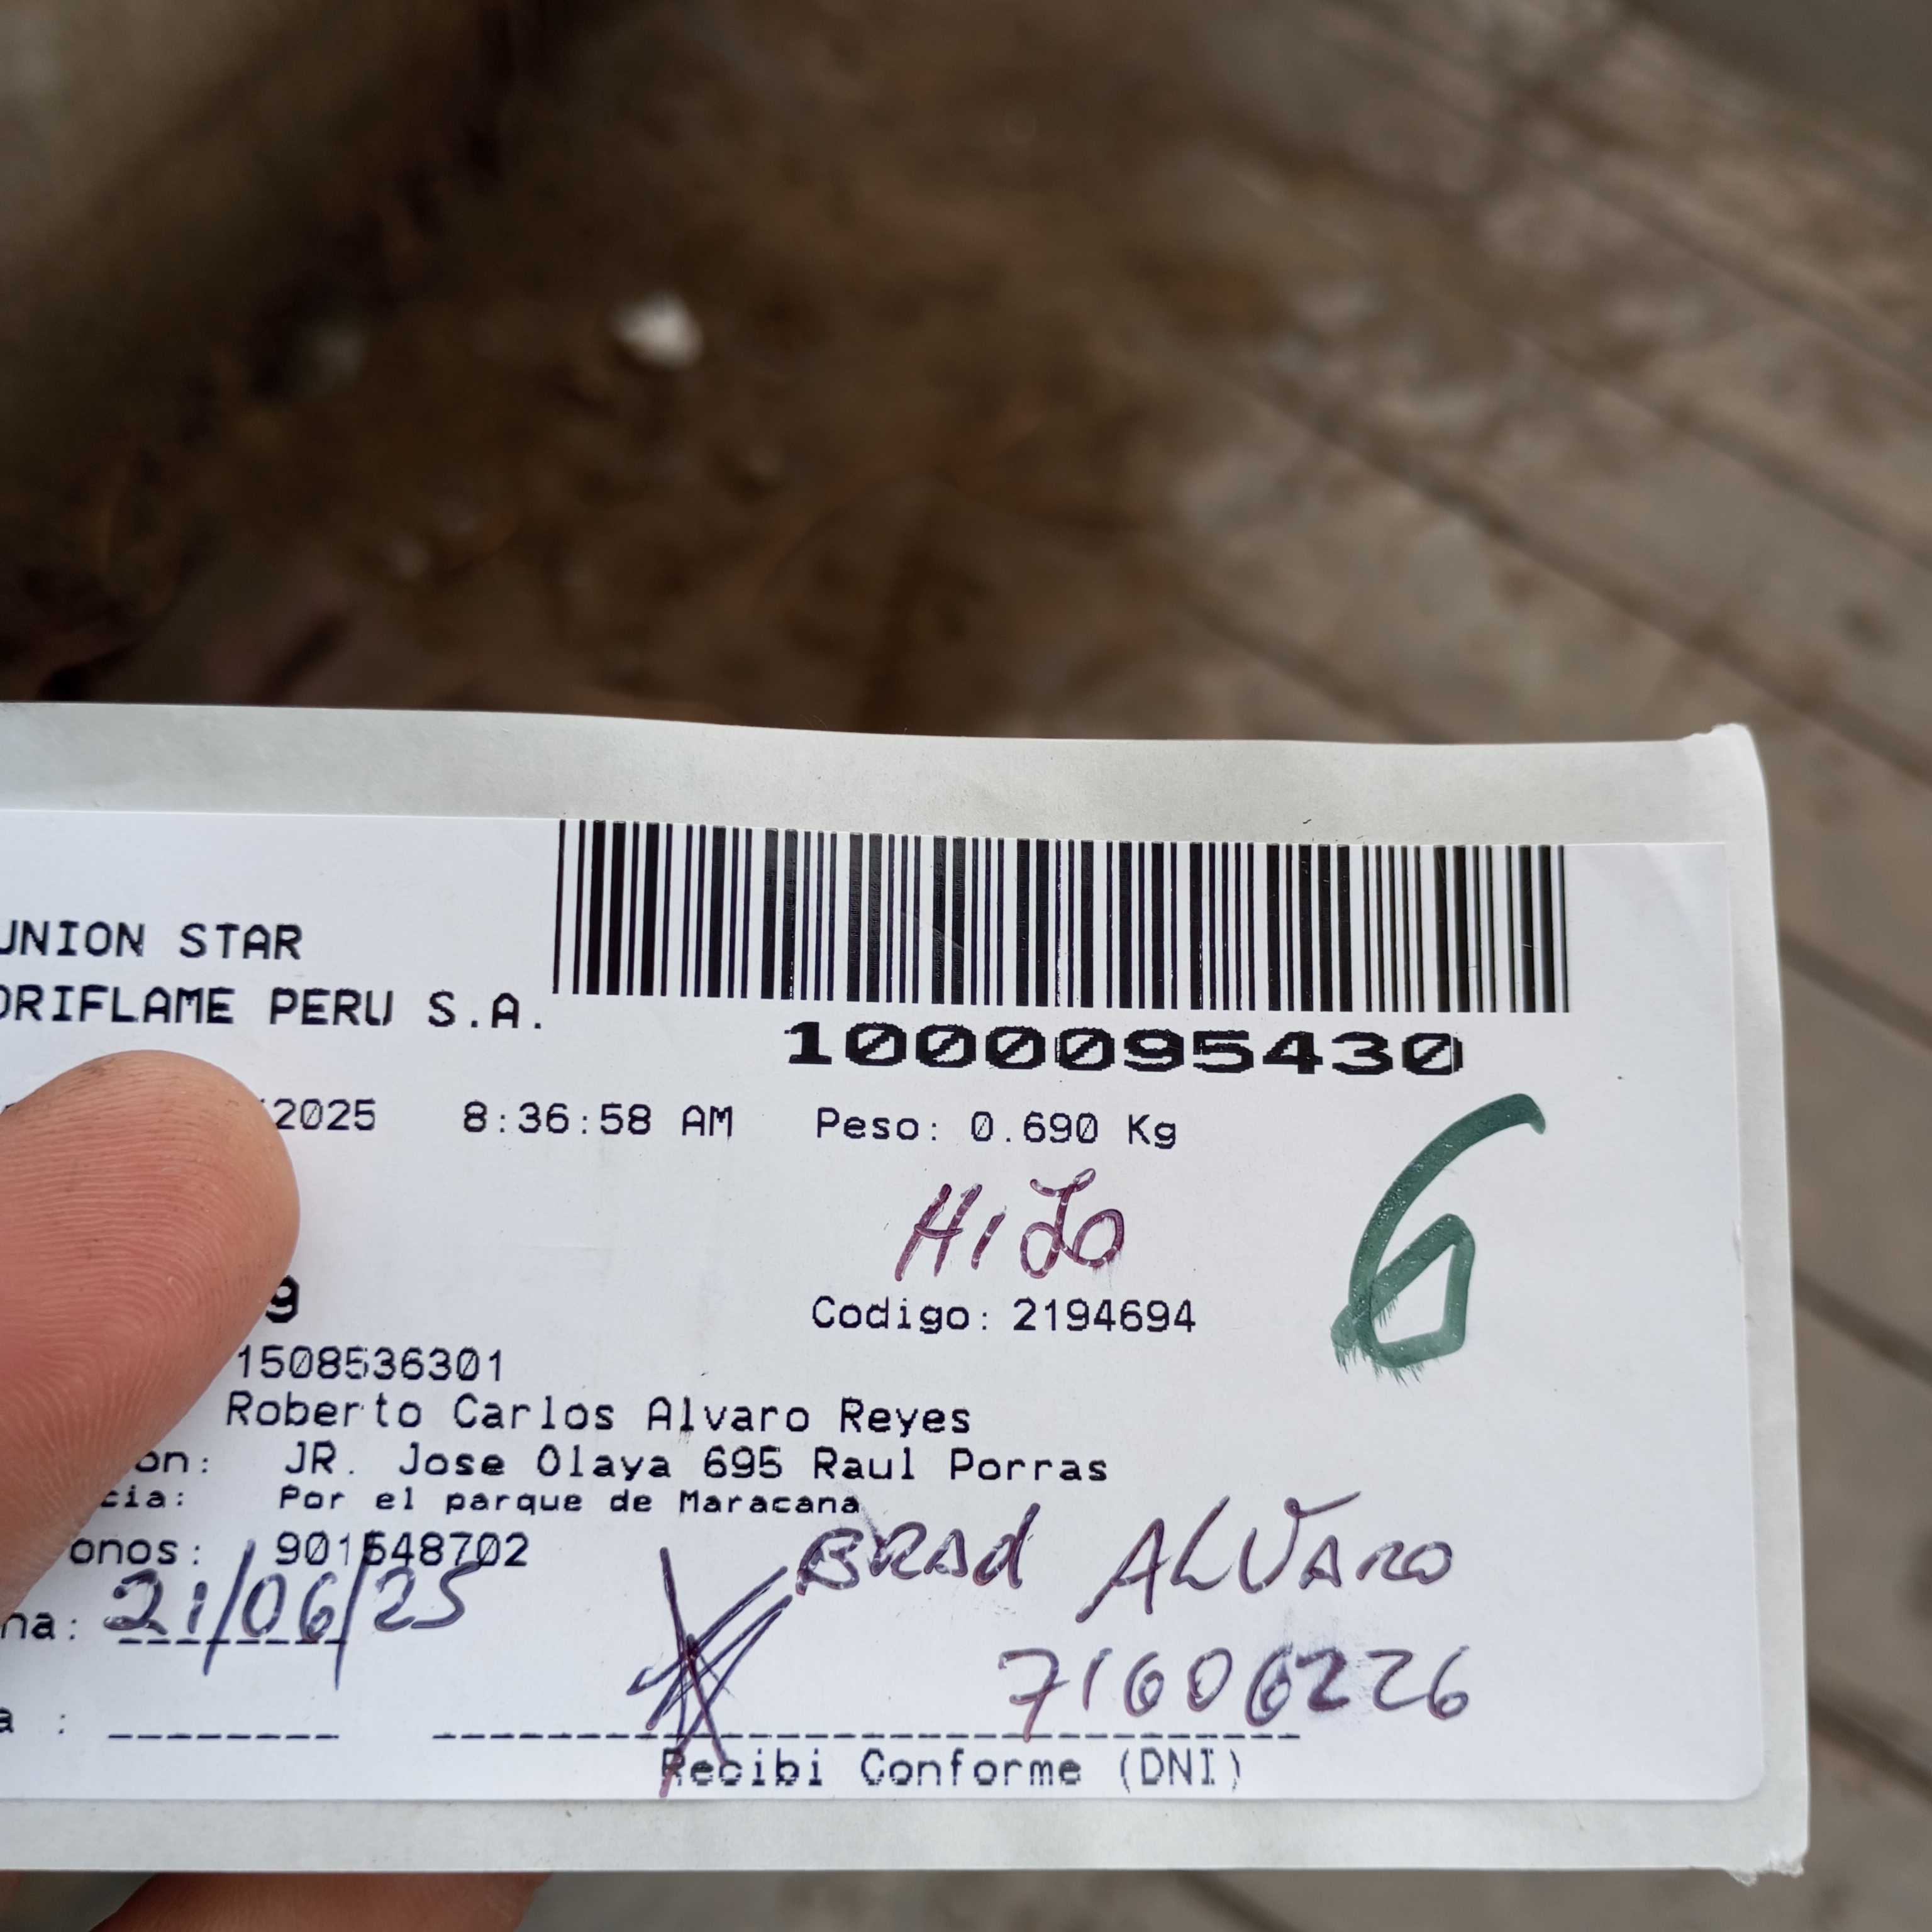 UNION STAR
ORIFLAME PERU S.A.
1000095430
2025 8:36:58 AM Peso: 0.690 Kg
HIJO
6
9
Codigo: 2194694
1508536301
Roberto Carlos Alvaro Reyes
on: JR. Jose Olaya 695 Raul Porras
cia: Por el parque de Maracana
onos: 901548702
BRAd ALVARO
na: 21/06/25
71606226
a :
Recibi Conforme (DNI)